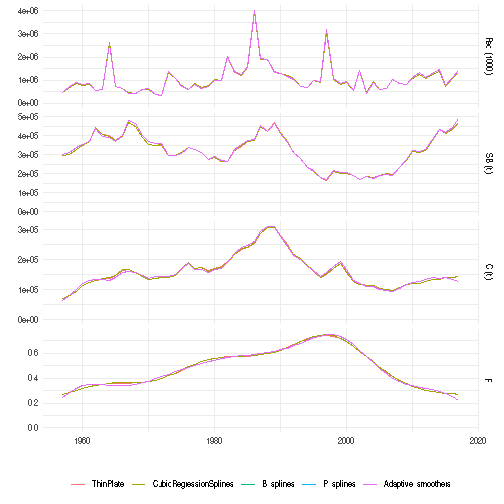 4e+06
3e+06
2e+06
1e+06
0e+00
Rec (1000)
5e+05
4e+05
3e+05
2e+05
1e+05
0e+00
SB (t)
3e+05
2e+05
1e+05
0e+00
C (t)
0.6
0.4
0.2
0.0
F
1960
1980
2000
2020
ThinPlate
CubicRegressionSplines
B splines
P splines
Adaptive smoothers